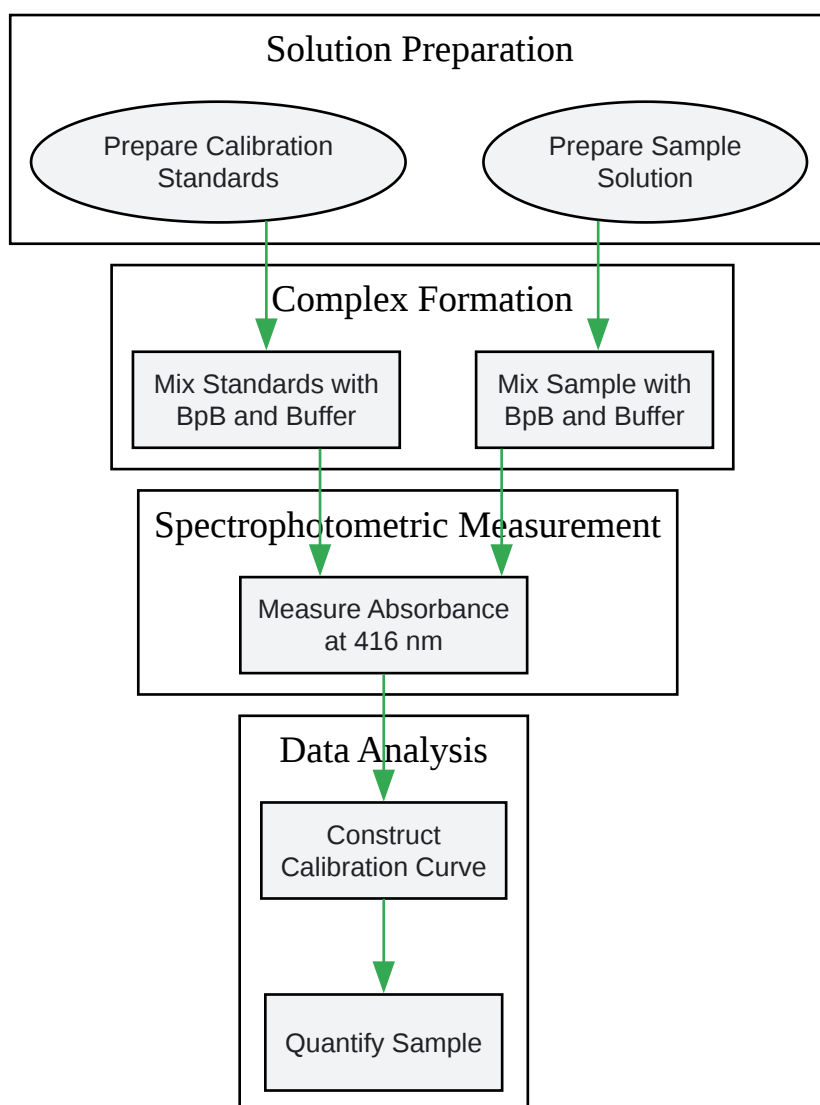 Solution Preparation
Prepare Calibration
Standards
Prepare Sample
Solution
Complex Formation
Mix Standards with
BpB and Buffer
Mix Sample with
BpB and Buffer
Spectrophotometric Measurement
Measure Absorbance
at 416 nm
Data Analysis
Construct
Calibration Curve
Quantify Sample